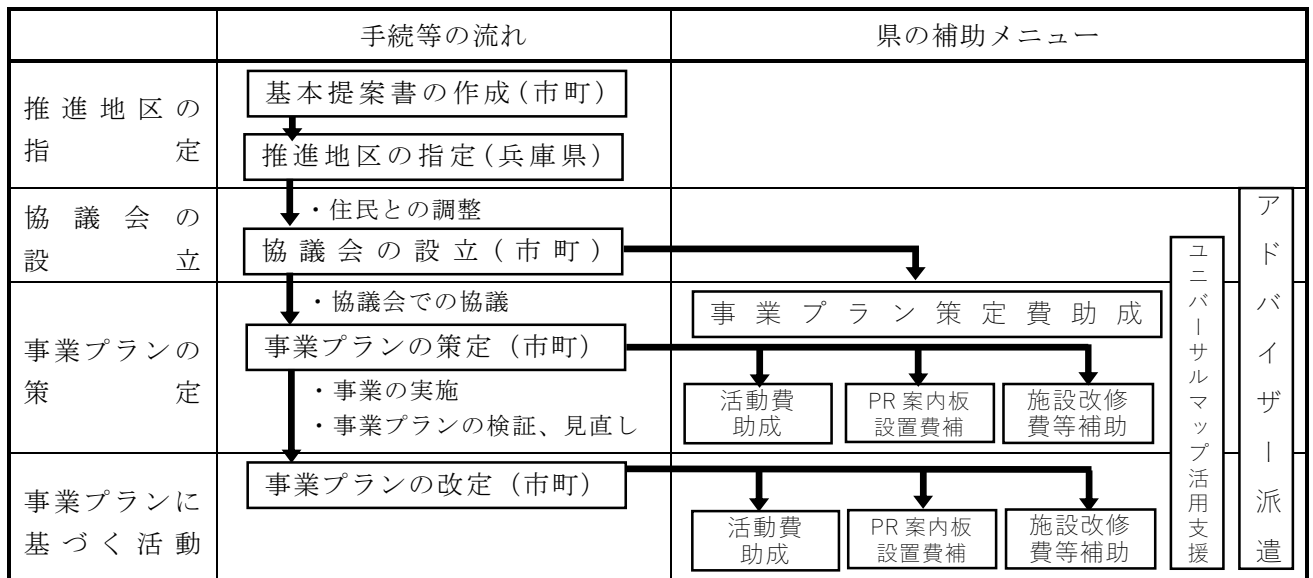 手続等の流れ
県の補助メニュー
推進地区の
指定
基本提案書の作成（市町）
推進地区の指定（兵庫県）
協議会の
設立
・住民との調整
協議会の設立（市町）
事業プランの
策定
・協議会での協議
事業プラン策定費助成
事業プランの策定（市町）
・事業の実施
・事業プランの検証、見直し
活動費
助成
PR案内板
設置費補
施設改修
費等補助
事業プランに
基づく活動
事業プランの改定（市町）
活動費
助成
PR案内板
設置費補
施設改修
費等補助
ユニバーサルマップ活用支援
アドバイザー派遣